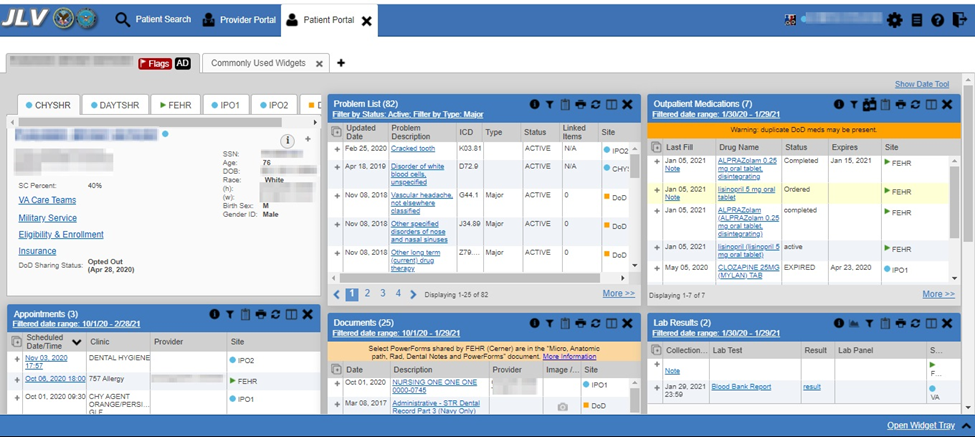 JLV Patient Search Provider Portal Patient Portal
Flags AD Commonly Used Widgets
Show Date Tool
CHYSHR DAYTSHR FEHR IPO1 IPO2 D
SSN:
Age: 76
DOB:
Race: White
(h):
(w):
Birth Sex: M
Gender ID: Male
SC Percent: 40%
VA Care Teams
Military Service
Eligibility & Enrollment
Insurance
DoD Sharing Status: Opted Out
(Apr 28, 2020)
Problem List (82)
Filter by Status: Active; Filter by Type: Major
Updated Date Problem Description ICD Type Status Linked Items Site
Feb 25, 2020 Cracked tooth K03.81 ACTIVE N/A IPO2
Apr 18, 2019 Disorder of white blood cells, unspecified D72.9 ACTIVE N/A CHY
Nov 08, 2018 Vascular headache, not elsewhere classified G44.1 Major ACTIVE 0 DoD
Nov 08, 2018 Other specified disorders of nose and nasal sinuses J34.89 Major ACTIVE 0 DoD
Nov 08, 2018 Other long term (current) drug therapy Z79.... Major ACTIVE 0 DoD
1 2 3 4 Displaying 1-25 of 82 More >>
Outpatient Medications (7)
Filtered date range: 1/30/20 - 1/29/21
Warning: duplicate DoD meds may be present.
Last Fill Drug Name Status Expires Site
Jan 05, 2021 Note ALPRAZolam 0.25 mg oral tablet, disintegrating Completed Jan 15, 2021 FEHR
Jan 05, 2021 Note lisinopril 5 mg oral tablet Ordered FEHR
Jan 05, 2021 ALPRAZolam (ALPRAZolam 0.25 mg oral tablet, disintegrating) completed FEHR
Jan 05, 2021 lisinopril (lisinopril 5 mg oral tablet) active FEHR
May 05, 2020 CLOZAPINE 25MG (MYLAN) TAB EXPIRED Apr 23, 2020 IPO1
Displaying 1-7 of 7 More >>
Appointments (3)
Filtered date range: 10/1/20 - 2/28/21
Scheduled Date/Time Clinic Provider Site
Nov 03, 2020 17:57 DENTAL HYGIENE IPO2
Oct 06, 2020 18:00 757 Allergy FEHR
Oct 01, 2020 09:30 CHY AGENT ORANGE/PERSI... GLF IPO1
Documents (25)
Filtered date range: 10/1/20 - 1/29/21
Select PowerForms shared by FEHR (Cerner) are in the "Micro, Anatomic
path, Rad, Dental Notes and PowerForms" document. More Information
Date Description Provider Image/... Site
Oct 01, 2020 NURSING ONE ONE ONE 0000-0745 IPO1
Mar 08, 2017 Administrative - STR Dental Record Part 3 (Navy Only) DoD
Lab Results (2)
Filtered date range: 1/30/20 - 1/29/21
Collection... Lab Test Result Lab Panel S...
Note F...
Jan 29, 2021 23:59 Blood Bank Report result VA
Open Widget Tray